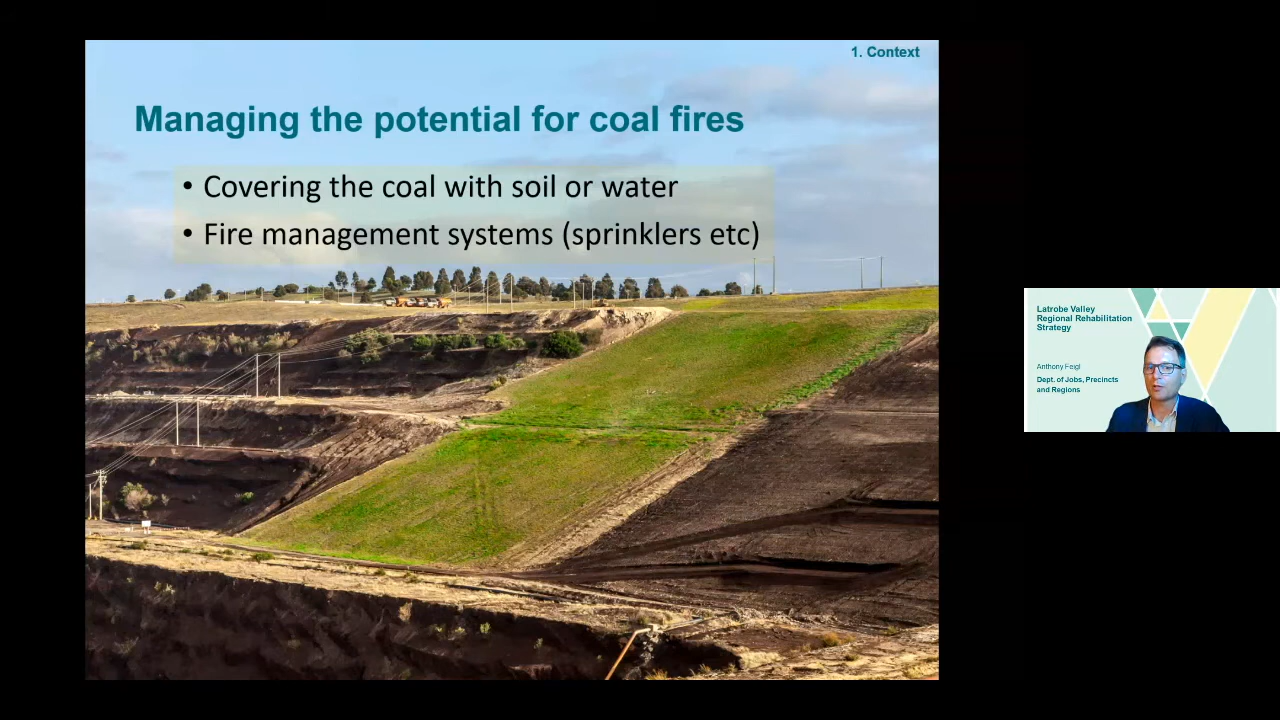 1. Context
Managing the potential for coal fires
• Covering the coal with soil or water
• Fire management systems (sprinklers etc)
Latrobe Valley
Regional Rehabilitation
Strategy
Anthony Feigl
Dept. of Jobs, Precincts
and Regions